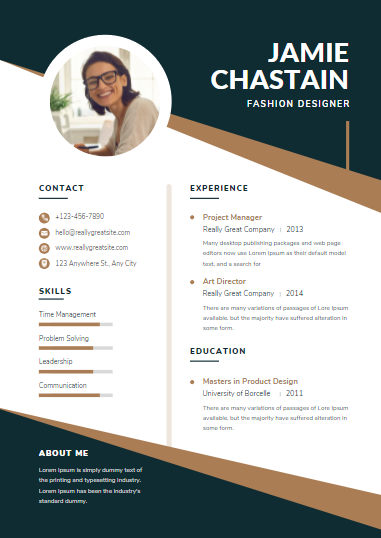 JAMIE
CHASTAIN
FASHION DESIGNER
CONTACT
+123-456-7890
hello@reallygreatsite.com
www.reallygreatsite.com
123 Anywhere St., Any City
SKILLS
Time Management
Problem Solving
Leadership
Communication
ABOUT ME
Lorem Ipsum is simply dummy text of
the printing and typesetting industry.
Lorem Ipsum has been the industry's
standard dummy.
EXPERIENCE
Project Manager
Really Great Company | 2013
Many desktop publishing packages and web page
editors now use Lorem Ipsum as their default model
text, and a search for
Art Director
Really Great Company | 2014
There are many variations of passages of Lore Ipsum
available, but the majority have suffered alteration in
some form.
EDUCATION
Masters in Product Design
University of Borcelle | 2011
There are many variations of passages of Lore Ipsum
available, but the majority have suffered alteration in
some form.